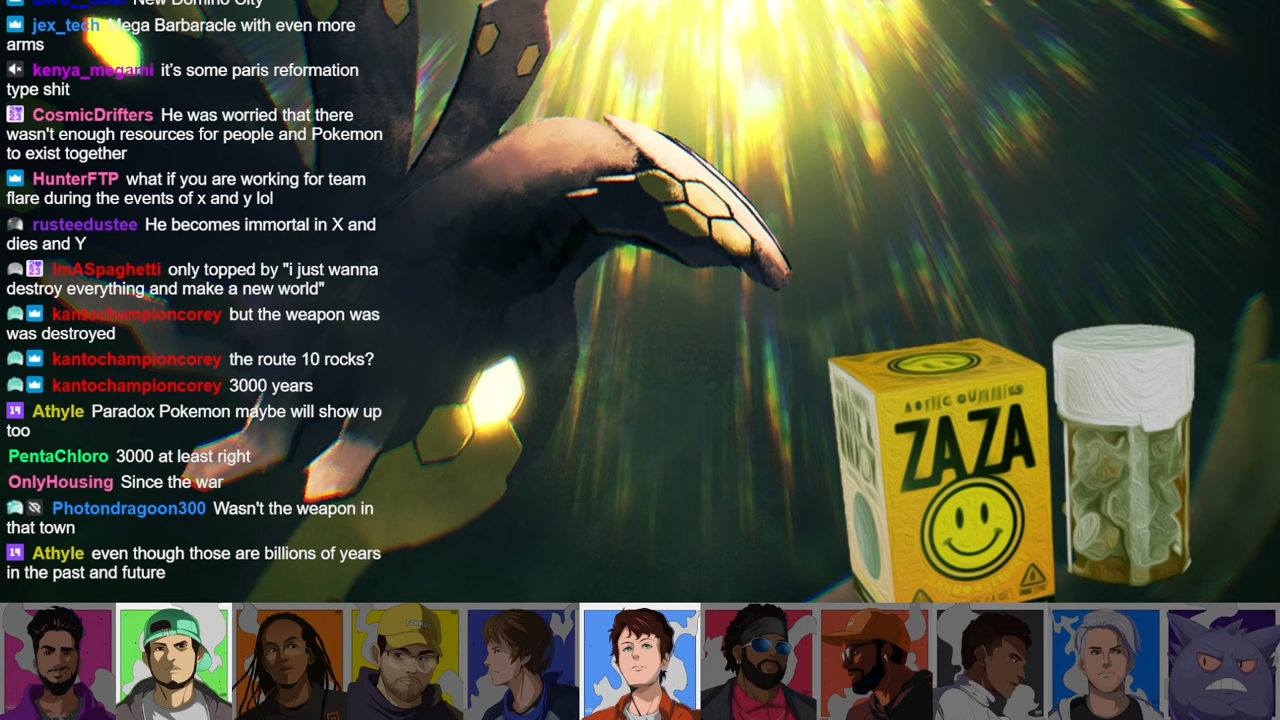 New Domino City
jex_tech Mega Barbaracle with even more
arms
kenya_megami it's some paris reformation
type shit
CosmicDrifters He was worried that there
wasn't enough resources for people and Pokemon
to exist together
HunterFTP what if you are working for team
flare during the events of x and y lol
rusteedustee He becomes immortal in X and
dies and Y
ImASpaghetti only topped by "i just wanna
destroy everything and make a new world"
kantochampioncorey but the weapon was
was destroyed
kantochampioncorey the route 10 rocks?
kantochampioncorey 3000 years
Athyle Paradox Pokemon maybe will show up
too
PentaChloro 3000 at least right
OnlyHousing Since the war
Photondragoon300 Wasn't the weapon in
that town
Athyle even though those are billions of years
in the past and future
ZAZA